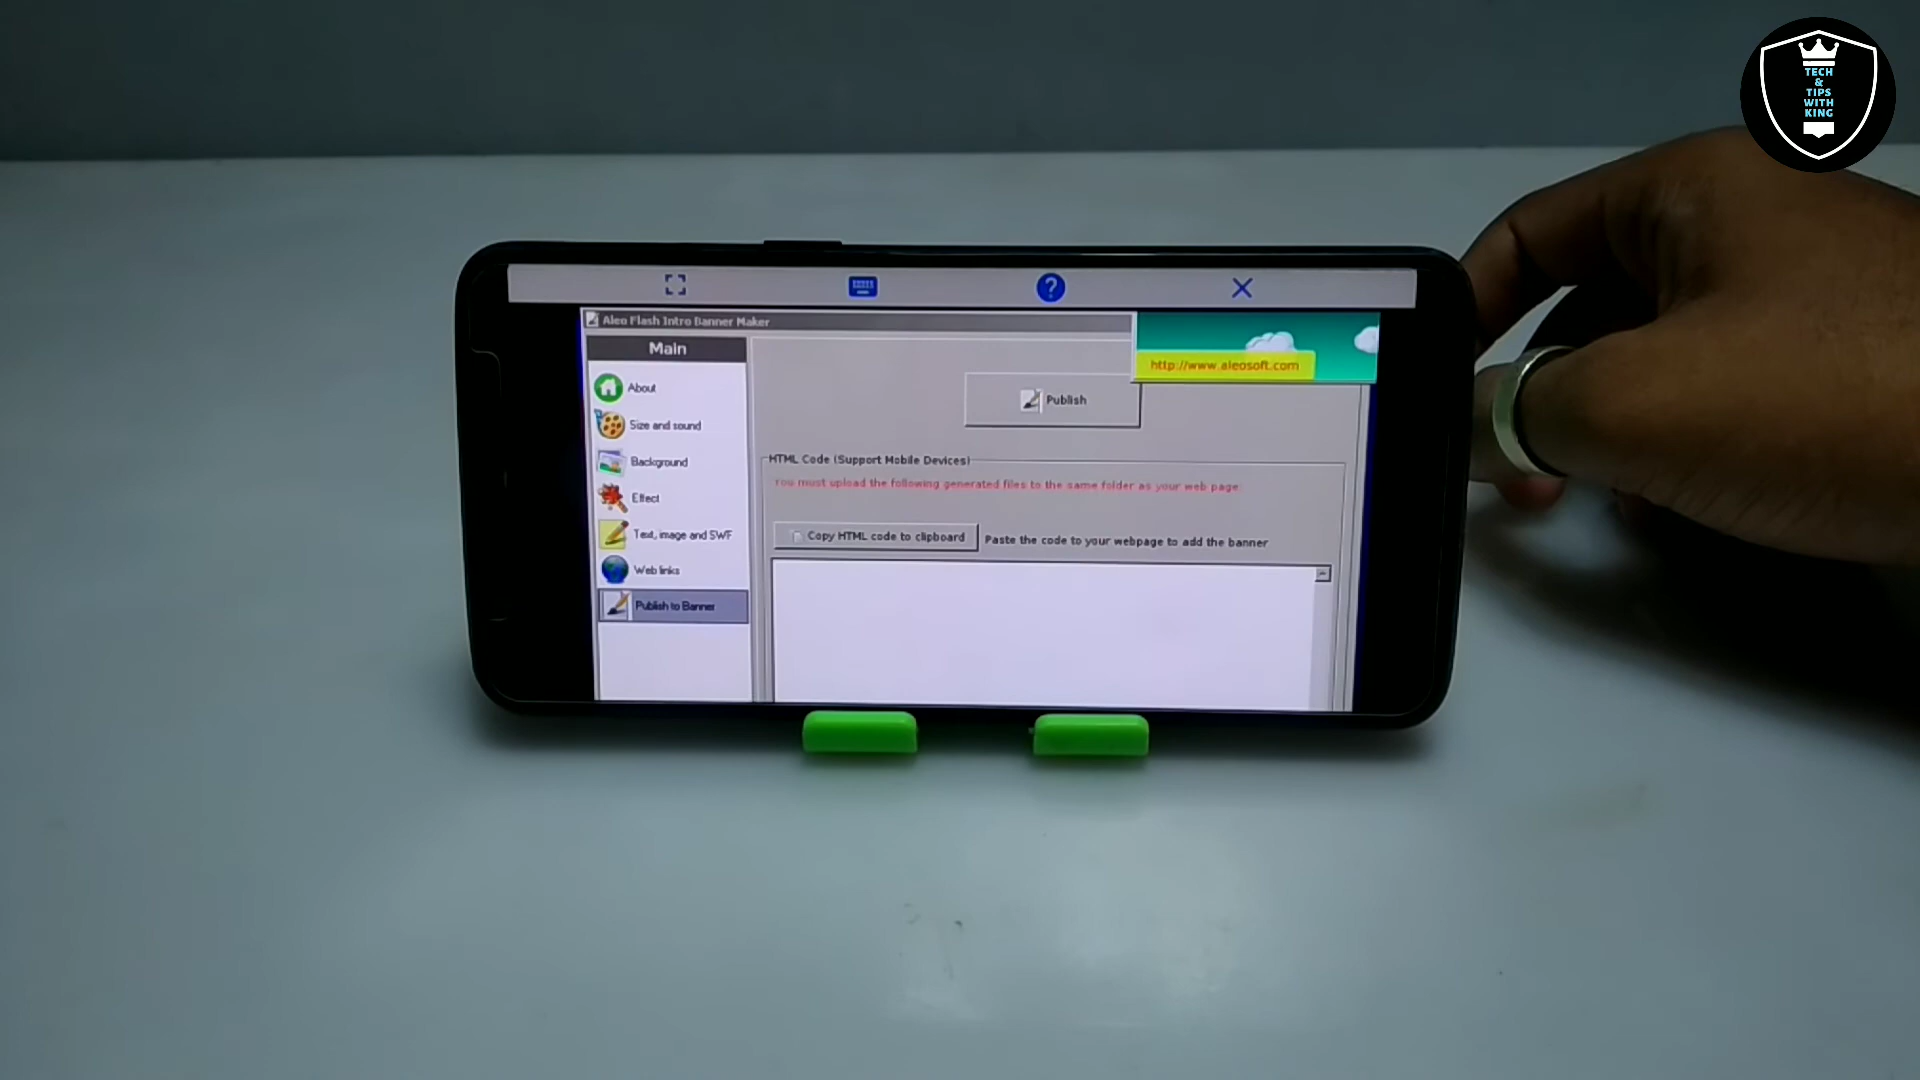 TECH
&
TIPS
WITH
KING
Aleo Flash Intro Banner Maker
http://www.aleosoft.com
Main
About
Size and sound
Background
Effect
Text, image and SWF
Web links
Publish to Banner
Publish
HTML Code (Support Mobile Devices)
You must upload the following generated files to the same folder as your web page.
Copy HTML code to clipboard
Paste the code to your webpage to add the banner